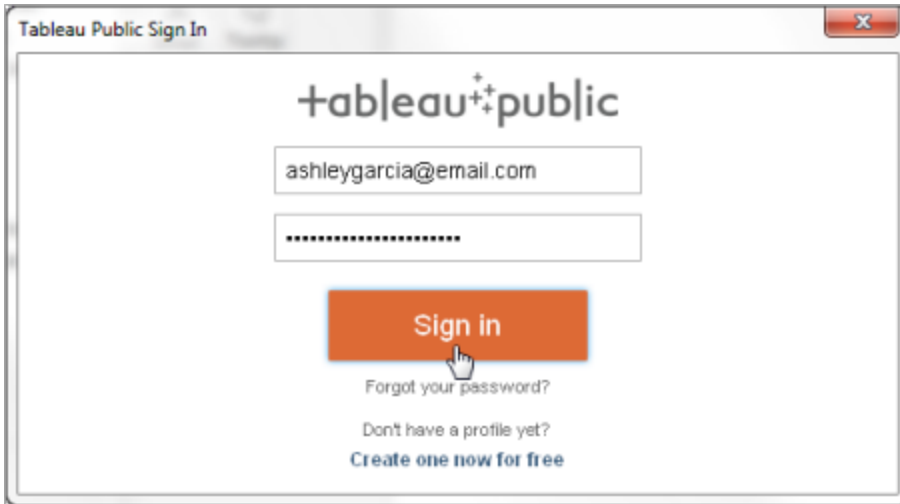 Tableau Public Sign In
tableau public
ashleygarcia@email.com
••••••••••••••••••••••
Sign in
Forgot your password?
Don't have a profile yet?
Create one now for free